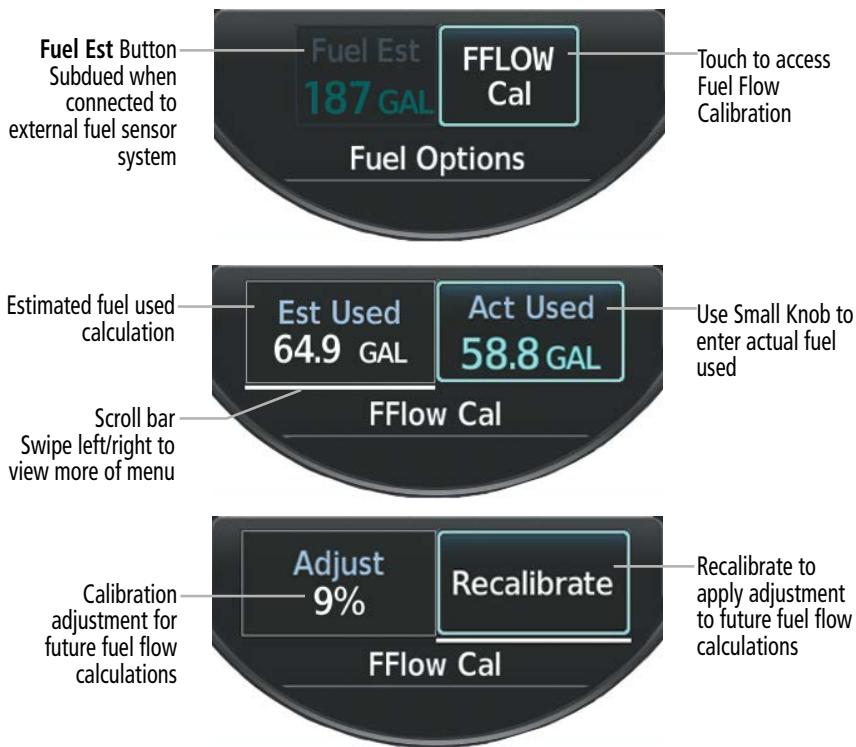 Fuel Est Button
Subdued when
connected to
external fuel sensor
system
Fuel Est
187 GAL
FFLOW
Cal
Fuel Options
Touch to access
Fuel Flow
Calibration
Estimated fuel used
calculation
Scroll bar
Swipe left/right to
view more of menu
Est Used
64.9 GAL
Act Used
58.8 GAL
FFlow Cal
Use Small Knob to
enter actual fuel
used
Calibration
adjustment for
future fuel flow
calculations
Adjust
9%
Recalibrate
FFlow Cal
Recalibrate to
apply adjustment
to future fuel flow
calculations